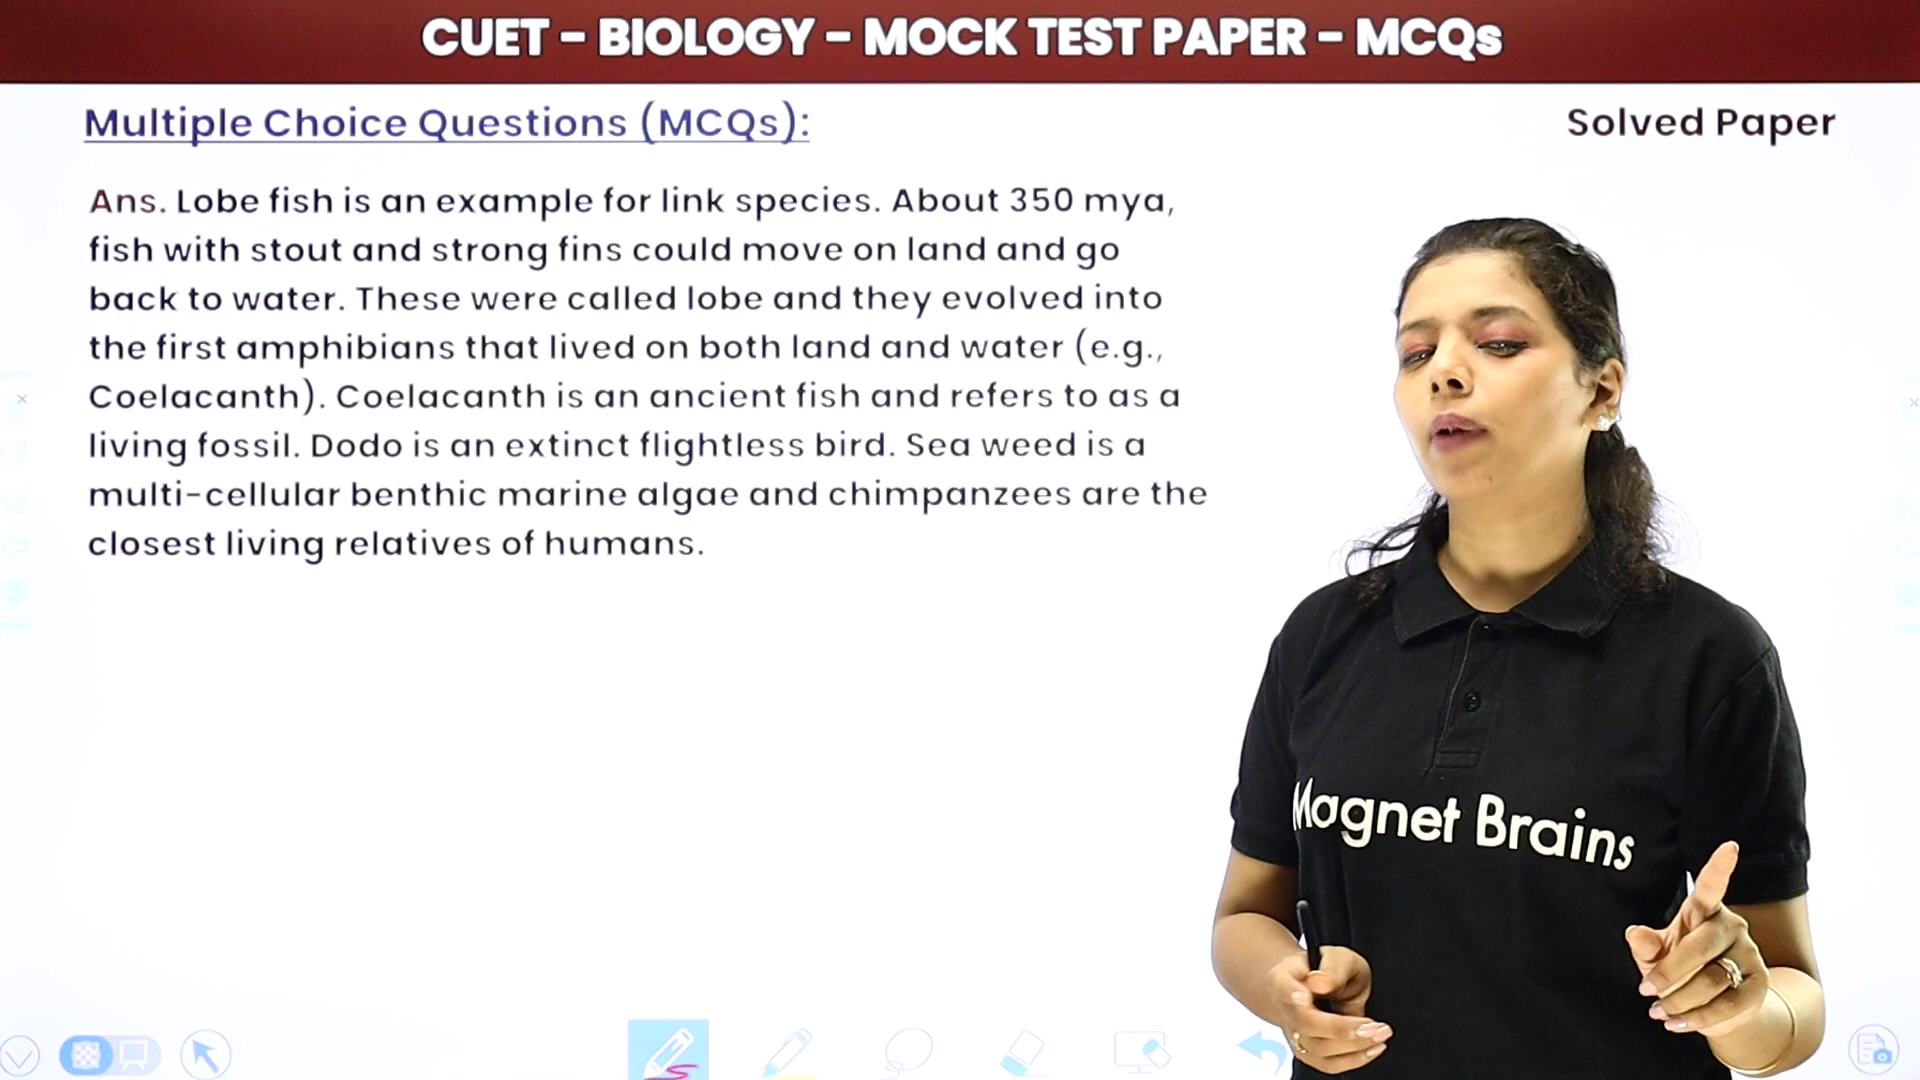 CUET - BIOLOGY - MOCK TEST PAPER - MCQs
Multiple Choice Questions (MCQs):
Solved Paper
Ans. Lobe fish is an example for link species. About 350 mya,
fish with stout and strong fins could move on land and go
back to water. These were called lobe and they evolved into
the first amphibians that lived on both land and water (e.g.,
Coelacanth). Coelacanth is an ancient fish and refers to as a
living fossil. Dodo is an extinct flightless bird. Sea weed is a
multi-cellular benthic marine algae and chimpanzees are the
closest living relatives of humans.
Magnet Brains